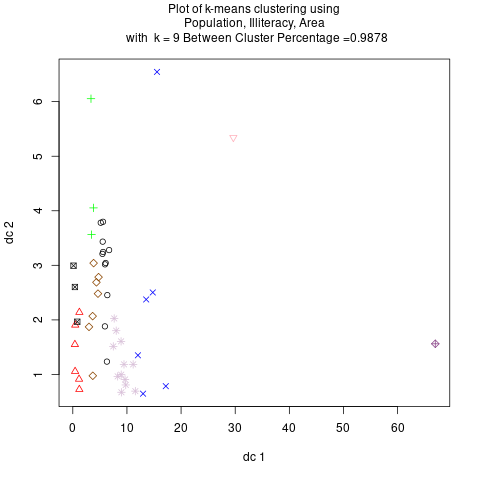 Plot of k-means clustering using
Population, Illiteracy, Area
with k = 9 Between Cluster Percentage =0.9878
dc 2
6
5
4
3
2
1
0 10 20 30 40 50 60
dc 1